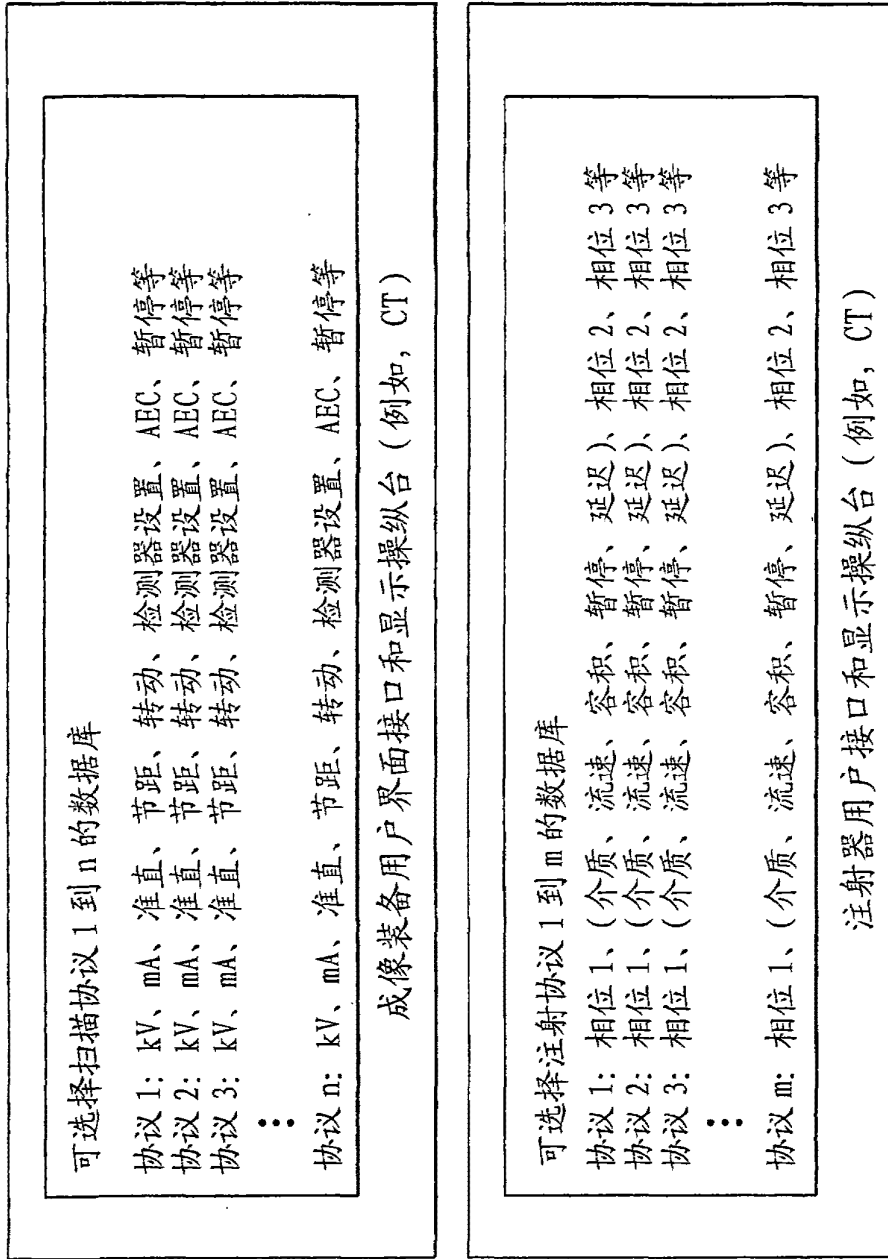 可选择扫描协议 1 到 n 的数据库
协议 1: kV、mA、准直、节距、转动、检测器设置、AEC、暂停等
协议 2: kV、mA、准直、节距、转动、检测器设置、AEC、暂停等
协议 3: kV、mA、准直、节距、转动、检测器设置、AEC、暂停等
⋮
协议 n: kV、mA、准直、节距、转动、检测器设置、AEC、暂停等
成像装备用户界面接口和显示操纵台(例如, CT)
可选择注射协议 1 到 m 的数据库
协议 1: 相位 1、(介质、流速、容积、暂停、延迟)、相位 2、相位 3 等
协议 2: 相位 1、(介质、流速、容积、暂停、延迟)、相位 2、相位 3 等
协议 3: 相位 1、(介质、流速、容积、暂停、延迟)、相位 2、相位 3 等
⋮
协议 m: 相位 1、(介质、流速、容积、暂停、延迟)、相位 2、相位 3 等
注射器用户接口和显示操纵台(例如, CT)